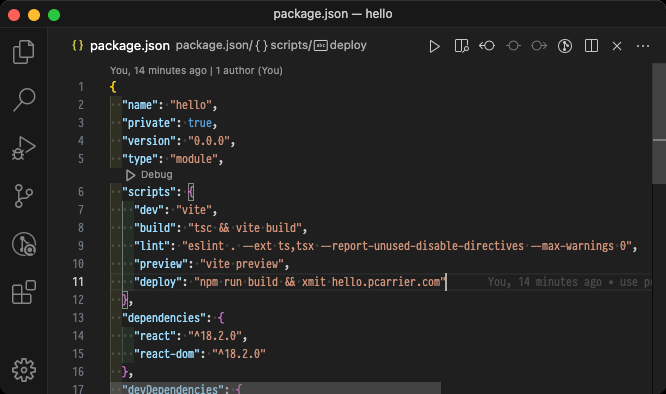 package.json — hello
package.json package.json/{ } scripts/abc deploy
You, 14 minutes ago | 1 author (You)
1 {
2 "name": "hello",
3 "private": true,
4 "version": "0.0.0",
5 "type": "module",
Debug
6 "scripts": {
7 "dev": "vite",
8 "build": "tsc && vite build",
9 "lint": "eslint . --ext ts,tsx --report-unused-disable-directives --max-warnings 0",
10 "preview": "vite preview",
11 "deploy": "npm run build && xmit hello.pcarrier.com" You, 14 minutes ago • use
12 },
13 "dependencies": {
14 "react": "^18.2.0",
15 "react-dom": "^18.2.0"
16 },
17 "devDependencies": {